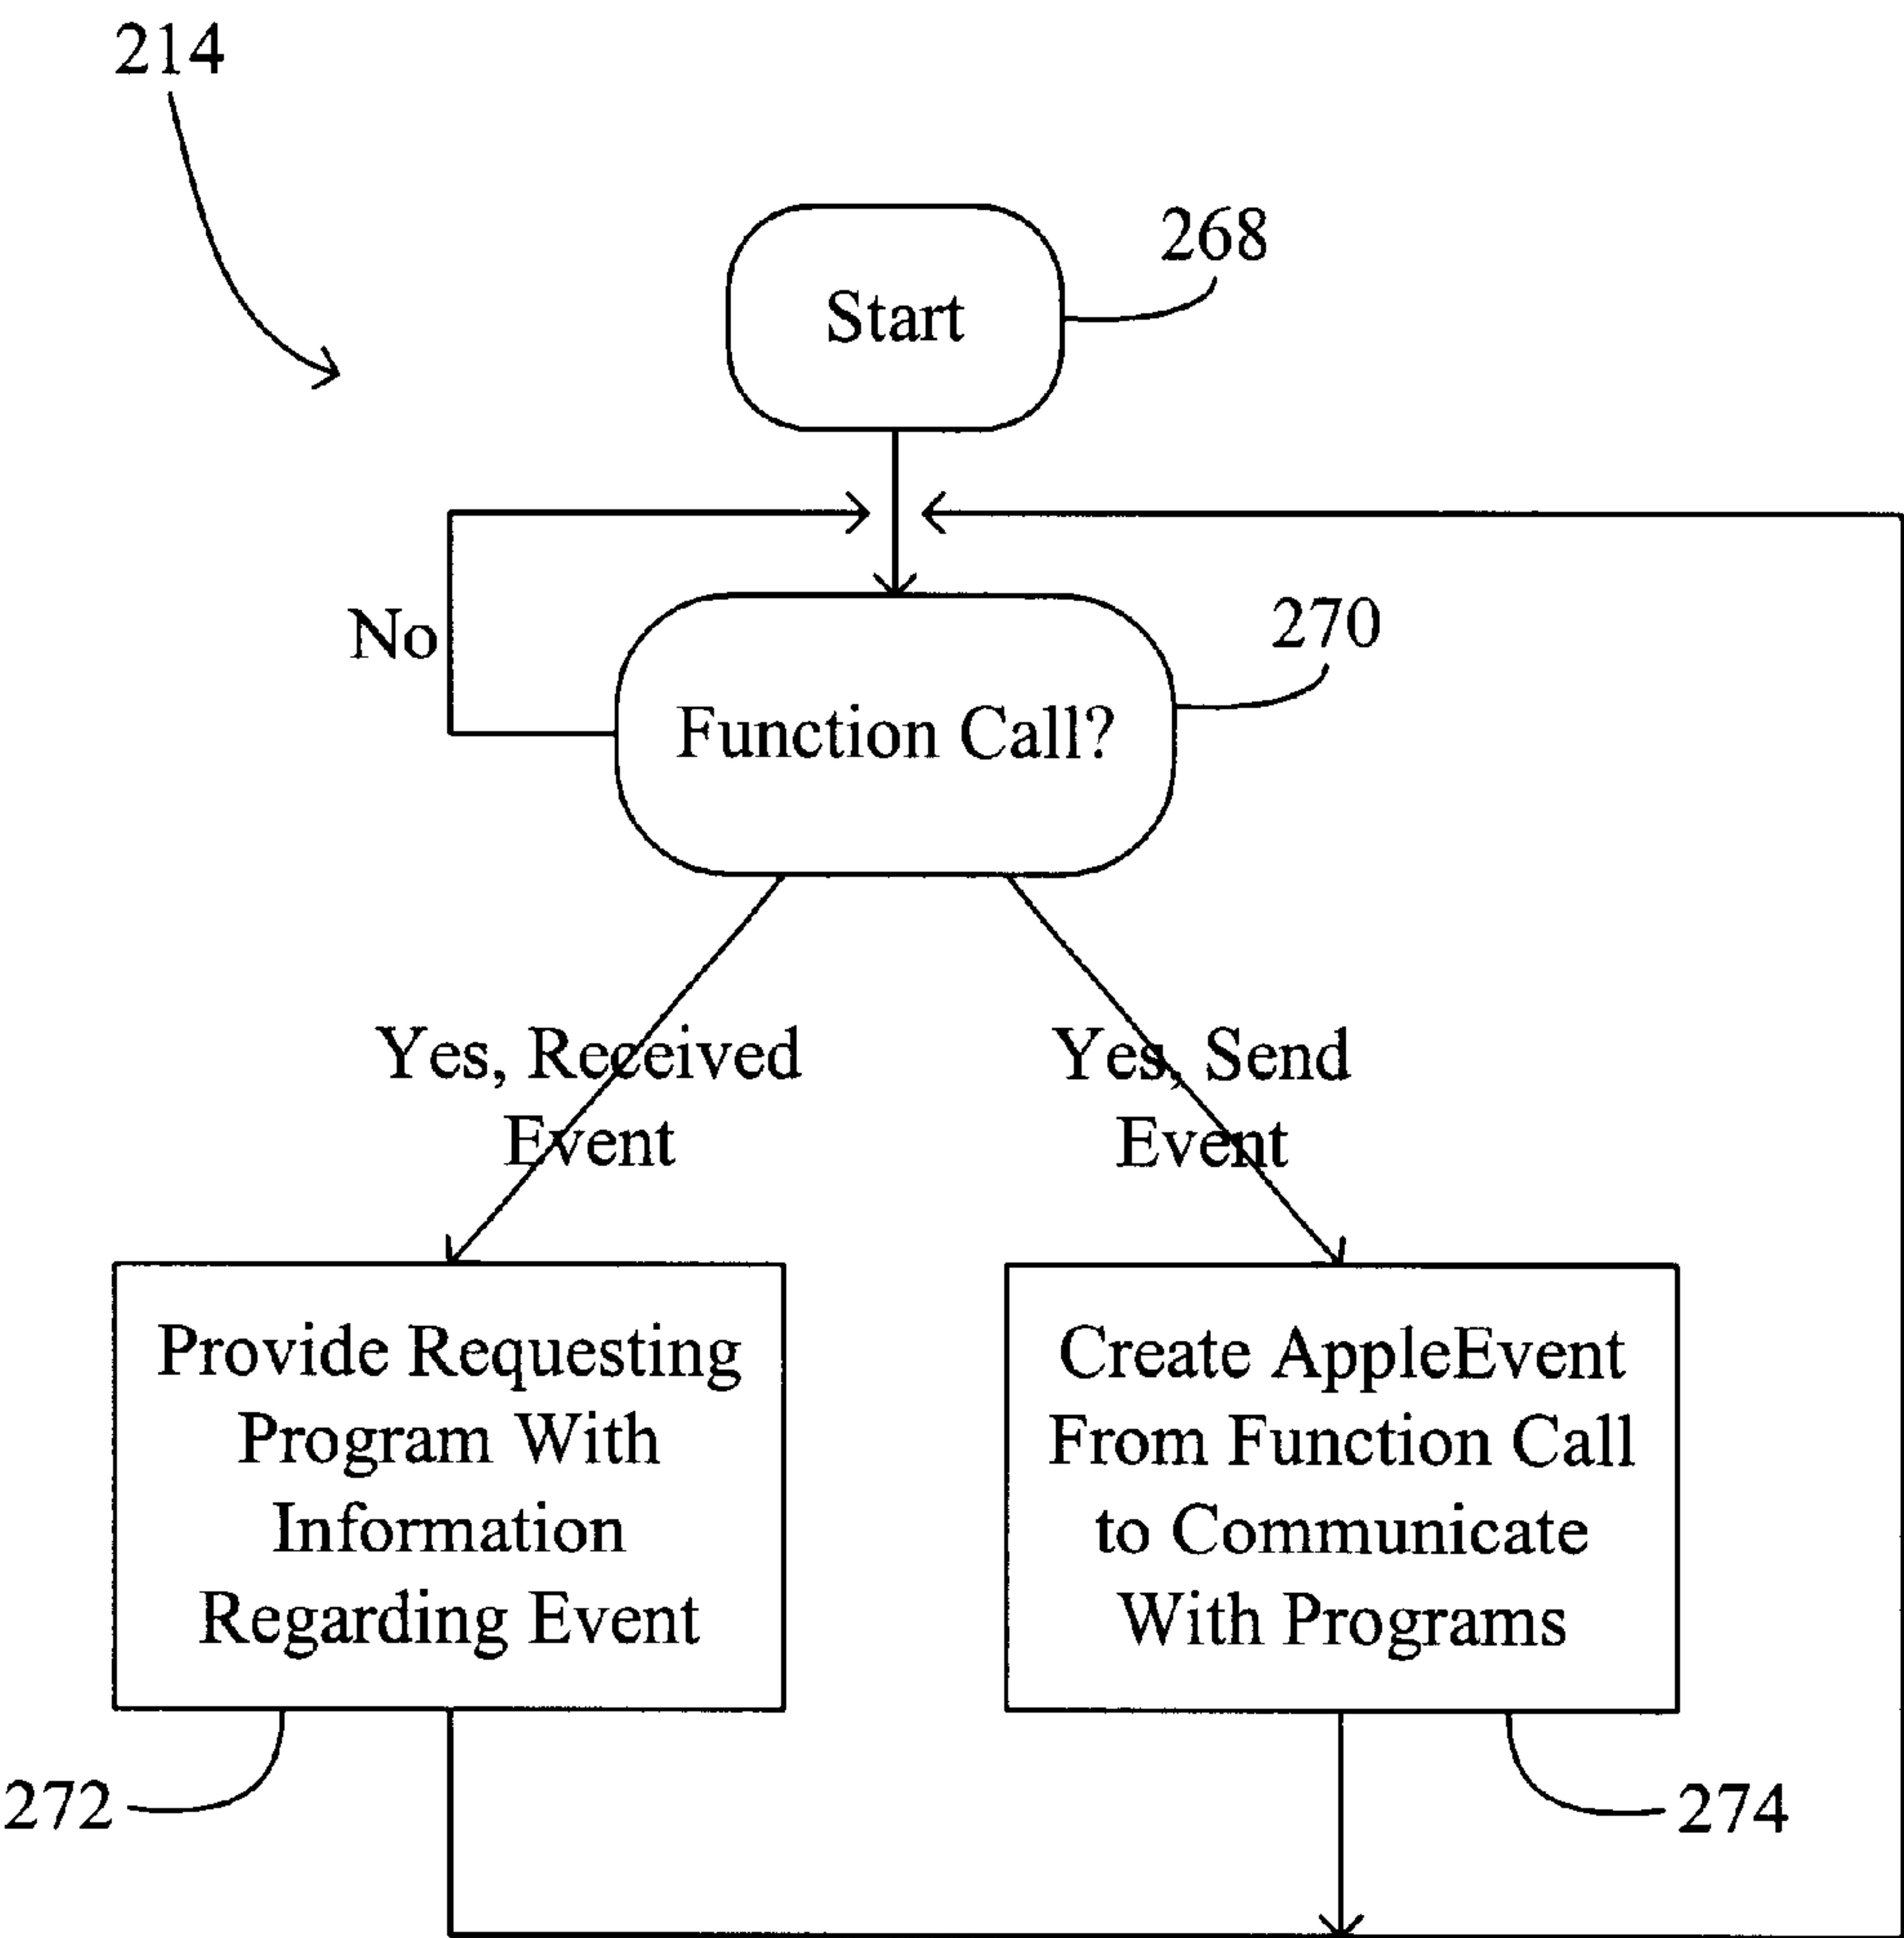 214
268
Start
No
270
Function Call?
Yes, Received
Event
Yes, Send
Event
Provide Requesting
Program With
Information
Regarding Event
Create AppleEvent
From Function Call
to Communicate
With Programs
272
274